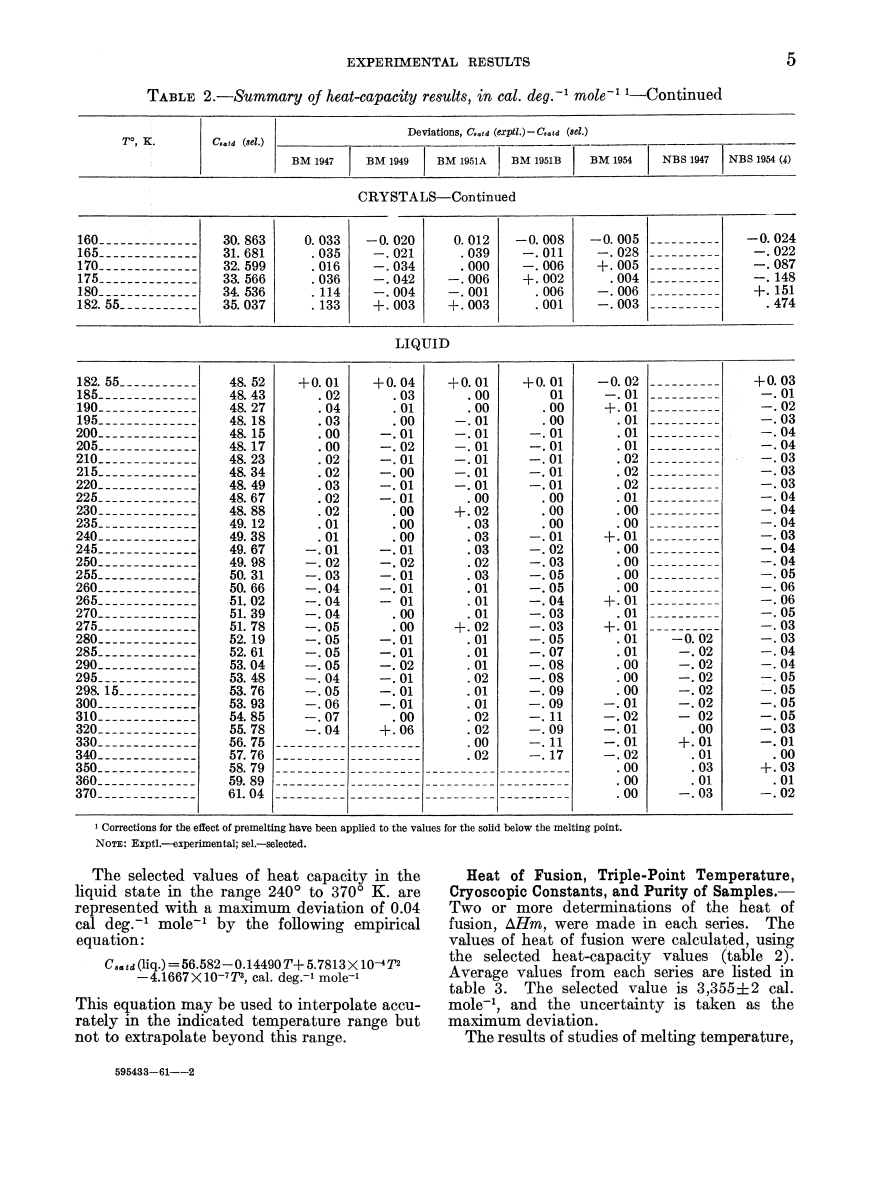 EXPERIMENTAL RESULTS 5
TABLE 2.—Summary of heat-capacity results, in cal. deg.⁻¹ mole⁻¹ ¹—Continued
T°, K. Csatd (sel.) Deviations, Csatd (exptl.)—Csatd (sel.)
BM 1947 BM 1949 BM 1951A BM 1951B BM 1954 NBS 1947 NBS 1954 (4)
CRYSTALS—Continued
160 30. 863 0. 033 −0. 020 0. 012 −0. 008 −0. 005 −0. 024
165 31. 681 . 035 −. 021 . 039 −. 011 −. 028 −. 022
170 32. 599 . 016 −. 034 . 000 −. 006 +. 005 −. 087
175 33. 566 . 036 −. 042 −. 006 +. 002 . 004 −. 148
180 34. 536 . 114 −. 004 −. 001 . 006 −. 006 +. 151
182. 55 35. 037 . 133 +. 003 +. 003 . 001 −. 003 . 474
LIQUID
182. 55 48. 52 +0. 01 +0. 04 +0. 01 +0. 01 −0. 02 +0. 03
185 48. 43 . 02 . 03 . 00 01 −. 01 −. 01
190 48. 27 . 04 . 01 . 00 . 00 +. 01 −. 02
195 48. 18 . 03 . 00 −. 01 . 00 . 01 −. 03
200 48. 15 . 00 −. 01 −. 01 −. 01 . 01 −. 04
205 48. 17 . 00 −. 02 −. 01 −. 01 . 01 −. 04
210 48. 23 . 02 −. 01 −. 01 −. 01 . 02 −. 03
215 48. 34 . 02 −. 00 −. 01 −. 01 . 02 −. 03
220 48. 49 . 03 −. 01 −. 01 −. 01 . 02 −. 03
225 48. 67 . 02 −. 01 . 00 . 00 . 01 −. 04
230 48. 88 . 02 . 00 +. 02 . 00 . 00 −. 04
235 49. 12 . 01 . 00 . 03 . 00 . 00 −. 04
240 49. 38 . 01 . 00 . 03 −. 01 +. 01 −. 03
245 49. 67 −. 01 −. 01 . 03 −. 02 . 00 −. 04
250 49. 98 −. 02 −. 02 . 02 −. 03 . 00 −. 04
255 50. 31 −. 03 −. 01 . 03 −. 05 . 00 −. 05
260 50. 66 −. 04 −. 01 . 01 −. 05 . 00 −. 06
265 51. 02 −. 04 − 01 . 01 −. 04 +. 01 −. 06
270 51. 39 −. 04 . 00 . 01 −. 03 . 01 −. 05
275 51. 78 −. 05 . 00 +. 02 −. 03 +. 01 −. 03
280 52. 19 −. 05 −. 01 . 01 −. 05 . 01 −0. 02 −. 03
285 52. 61 −. 05 −. 01 . 01 −. 07 . 01 −. 02 −. 04
290 53. 04 −. 05 −. 02 . 01 −. 08 . 00 −. 02 −. 04
295 53. 48 −. 04 −. 01 . 02 −. 08 . 00 −. 02 −. 05
298. 15 53. 76 −. 05 −. 01 . 01 −. 09 . 00 −. 02 −. 05
300 53. 93 −. 06 −. 01 . 01 −. 09 −. 01 −. 02 −. 05
310 54. 85 −. 07 . 00 . 02 −. 11 −. 02 − 02 −. 05
320 55. 78 −. 04 +. 06 . 02 −. 09 −. 01 . 00 −. 03
330 56. 75 . 00 −. 11 −. 01 +. 01 −. 01
340 57. 76 . 02 −. 17 −. 02 . 01 . 00
350 58. 79 . 00 . 03 +. 03
360 59. 89 . 00 . 01 . 01
370 61. 04 . 00 −. 03 −. 02
¹ Corrections for the effect of premelting have been applied to the values for the solid below the melting point.
NOTE: Exptl.—experimental; sel.—selected.
The selected values of heat capacity in the
liquid state in the range 240° to 370° K. are
represented with a maximum deviation of 0.04
cal deg.⁻¹ mole⁻¹ by the following empirical
equation:
Csatd (liq.)=56.582−0.14490T+5.7813×10⁻⁴T²
−4.1667×10⁻⁷T³, cal. deg.⁻¹ mole⁻¹
This equation may be used to interpolate accu-
rately in the indicated temperature range but
not to extrapolate beyond this range.
Heat of Fusion, Triple-Point Temperature,
Cryoscopic Constants, and Purity of Samples.—
Two or more determinations of the heat of
fusion, ΔHm, were made in each series. The
values of heat of fusion were calculated, using
the selected heat-capacity values (table 2).
Average values from each series are listed in
table 3. The selected value is 3,355±2 cal.
mole⁻¹, and the uncertainty is taken as the
maximum deviation.
The results of studies of melting temperature,
595433—61——2